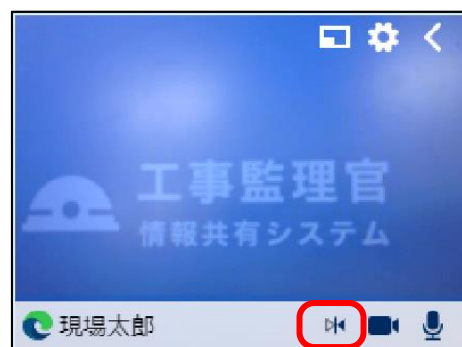 工事監理官
情報共有システム
現場太郎